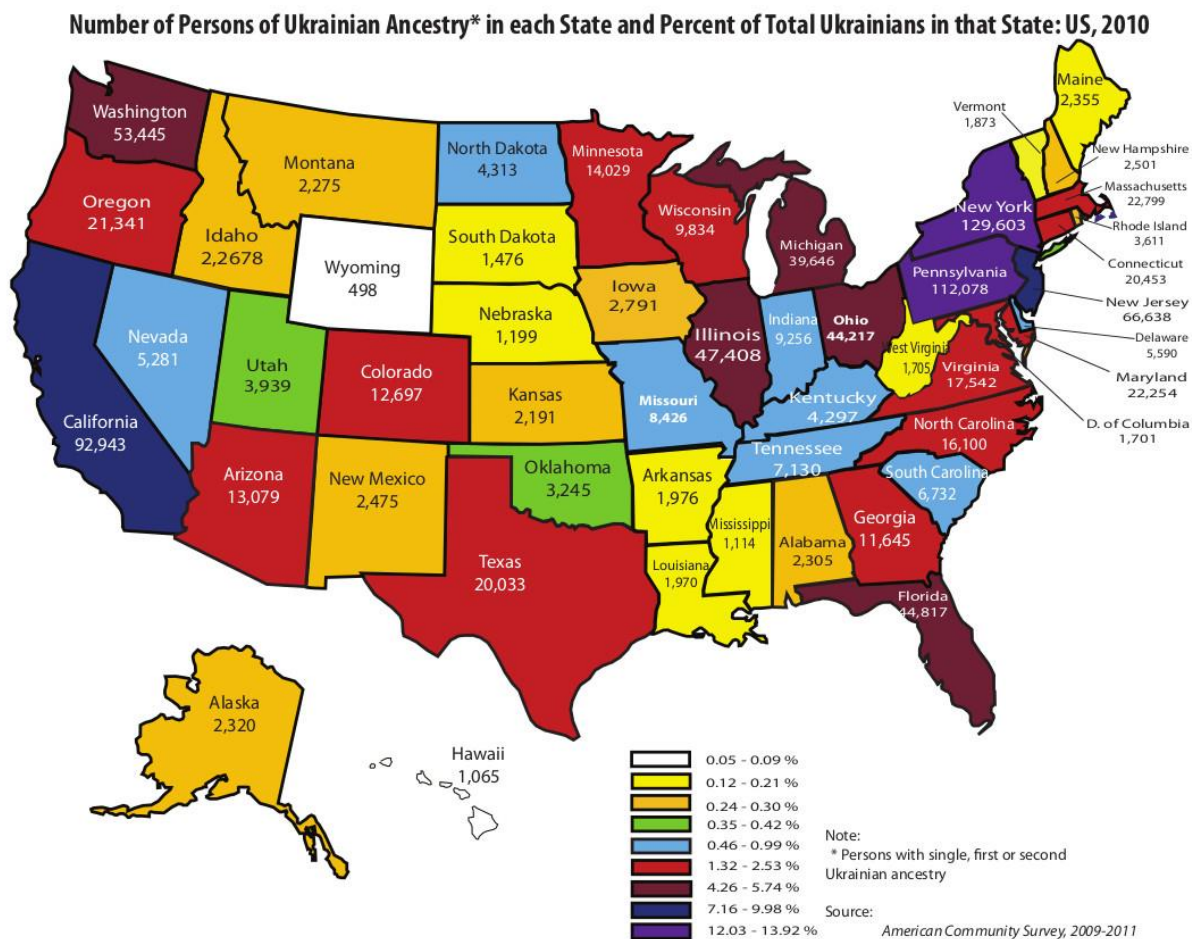 Number of Persons of Ukrainian Ancestry* in each State and Percent of Total Ukrainians in that State: US, 2010
Washington
53,445
Oregon
21,341
California
92,943
Nevada
5,281
Idaho
2,2678
Montana
2,275
Wyoming
498
Utah
3,939
Colorado
12,697
Arizona
13,079
New Mexico
2,475
North Dakota
4,313
South Dakota
1,476
Nebraska
1,199
Kansas
2,191
Oklahoma
3,245
Texas
20,033
Minnesota
14,029
Iowa
2,791
Missouri
8,426
Arkansas
1,976
Louisiana
1,970
Wisconsin
9,834
Illinois
47,408
Michigan
39,646
Indiana
9,256
Ohio
44,217
Kentucky
4,297
Tennessee
7,130
Mississippi
1,114
Alabama
2,305
Georgia
11,645
Florida
44,817
South Carolina
6,732
North Carolina
16,100
Virginia
17,542
West Virginia
1,705
Pennsylvania
112,078
New York
129,603
Maine
2,355
Vermont
1,873
New Hampshire
2,501
Massachusetts
22,799
Rhode Island
3,611
Connecticut
20,453
New Jersey
66,638
Delaware
5,590
Maryland
22,254
D. of Columbia
1,701
Alaska
2,320
Hawaii
1,065
0.05 - 0.09 %
0.12 - 0.21 %
0.24 - 0.30 %
0.35 - 0.42 %
0.46 - 0.99 %
1.32 - 2.53 %
4.26 - 5.74 %
7.16 - 9.98 %
12.03 - 13.92 %
Note:
* Persons with single, first or second
Ukrainian ancestry
Source:
American Community Survey, 2009-2011